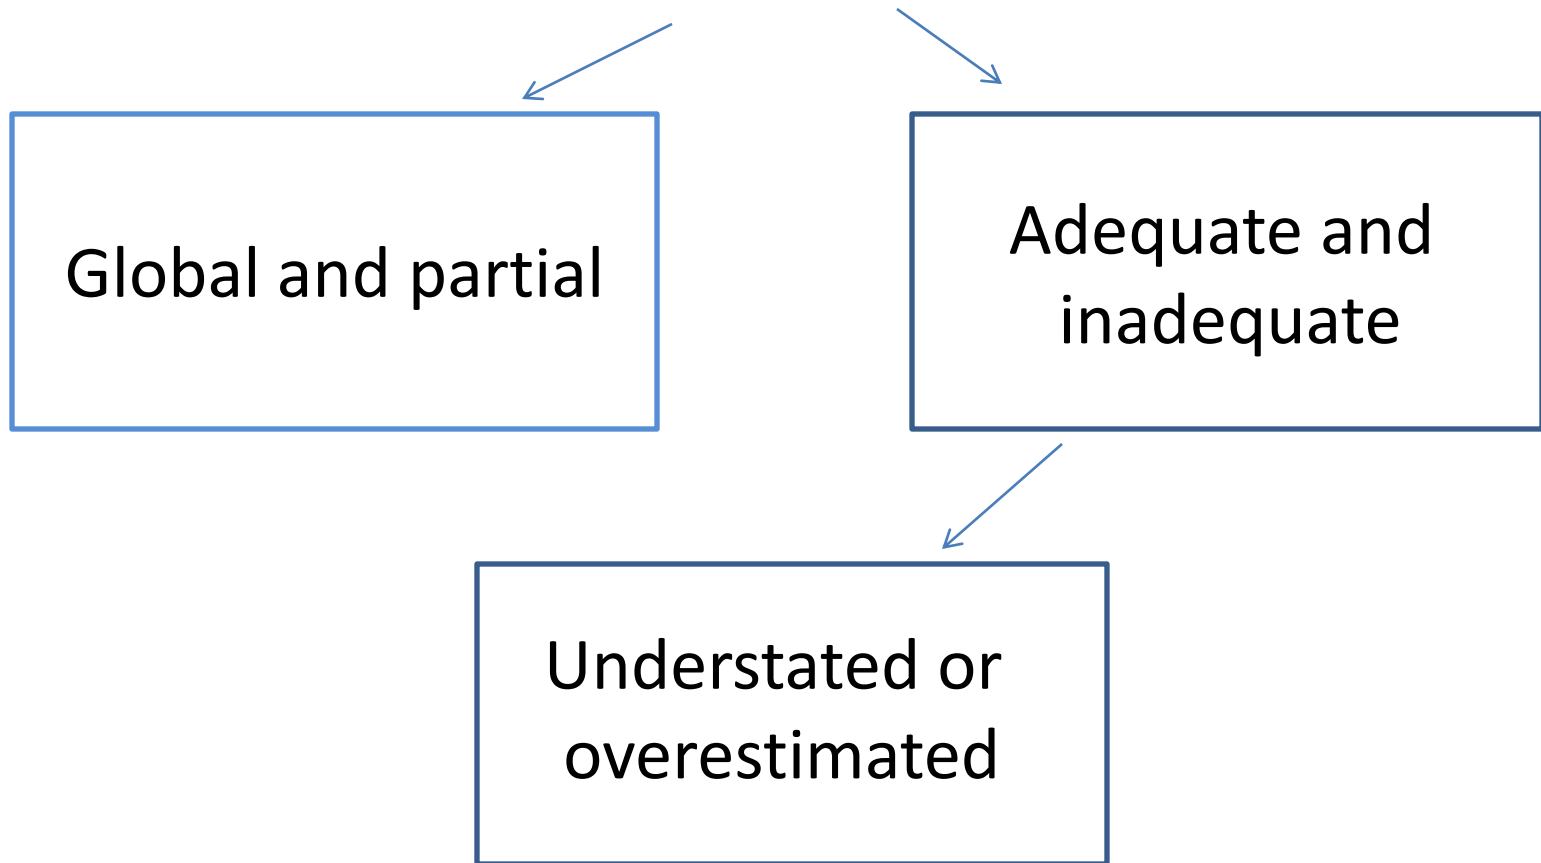 Global and partial
Adequate and
inadequate
Understated or
overestimated